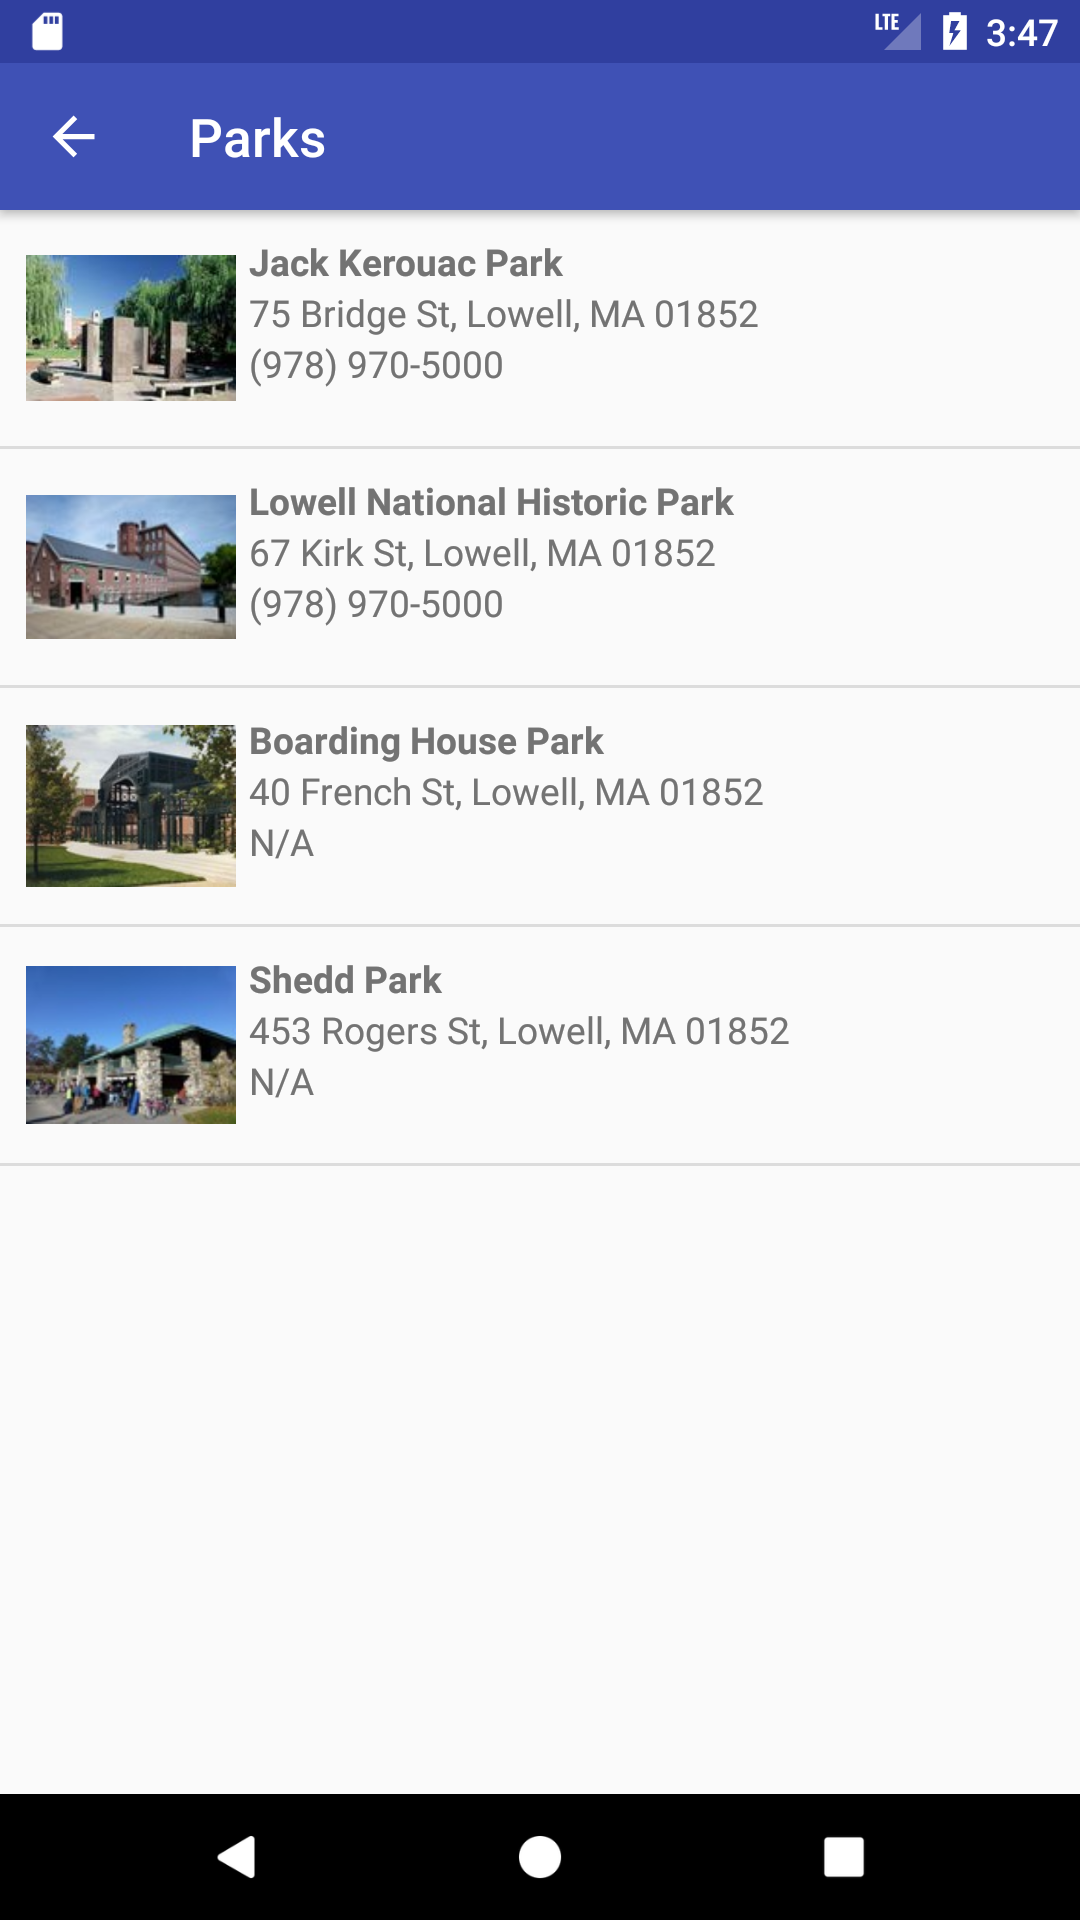 LTE 3:47
Parks
Jack Kerouac Park
75 Bridge St, Lowell, MA 01852
(978) 970-5000
Lowell National Historic Park
67 Kirk St, Lowell, MA 01852
(978) 970-5000
Boarding House Park
40 French St, Lowell, MA 01852
N/A
Shedd Park
453 Rogers St, Lowell, MA 01852
N/A